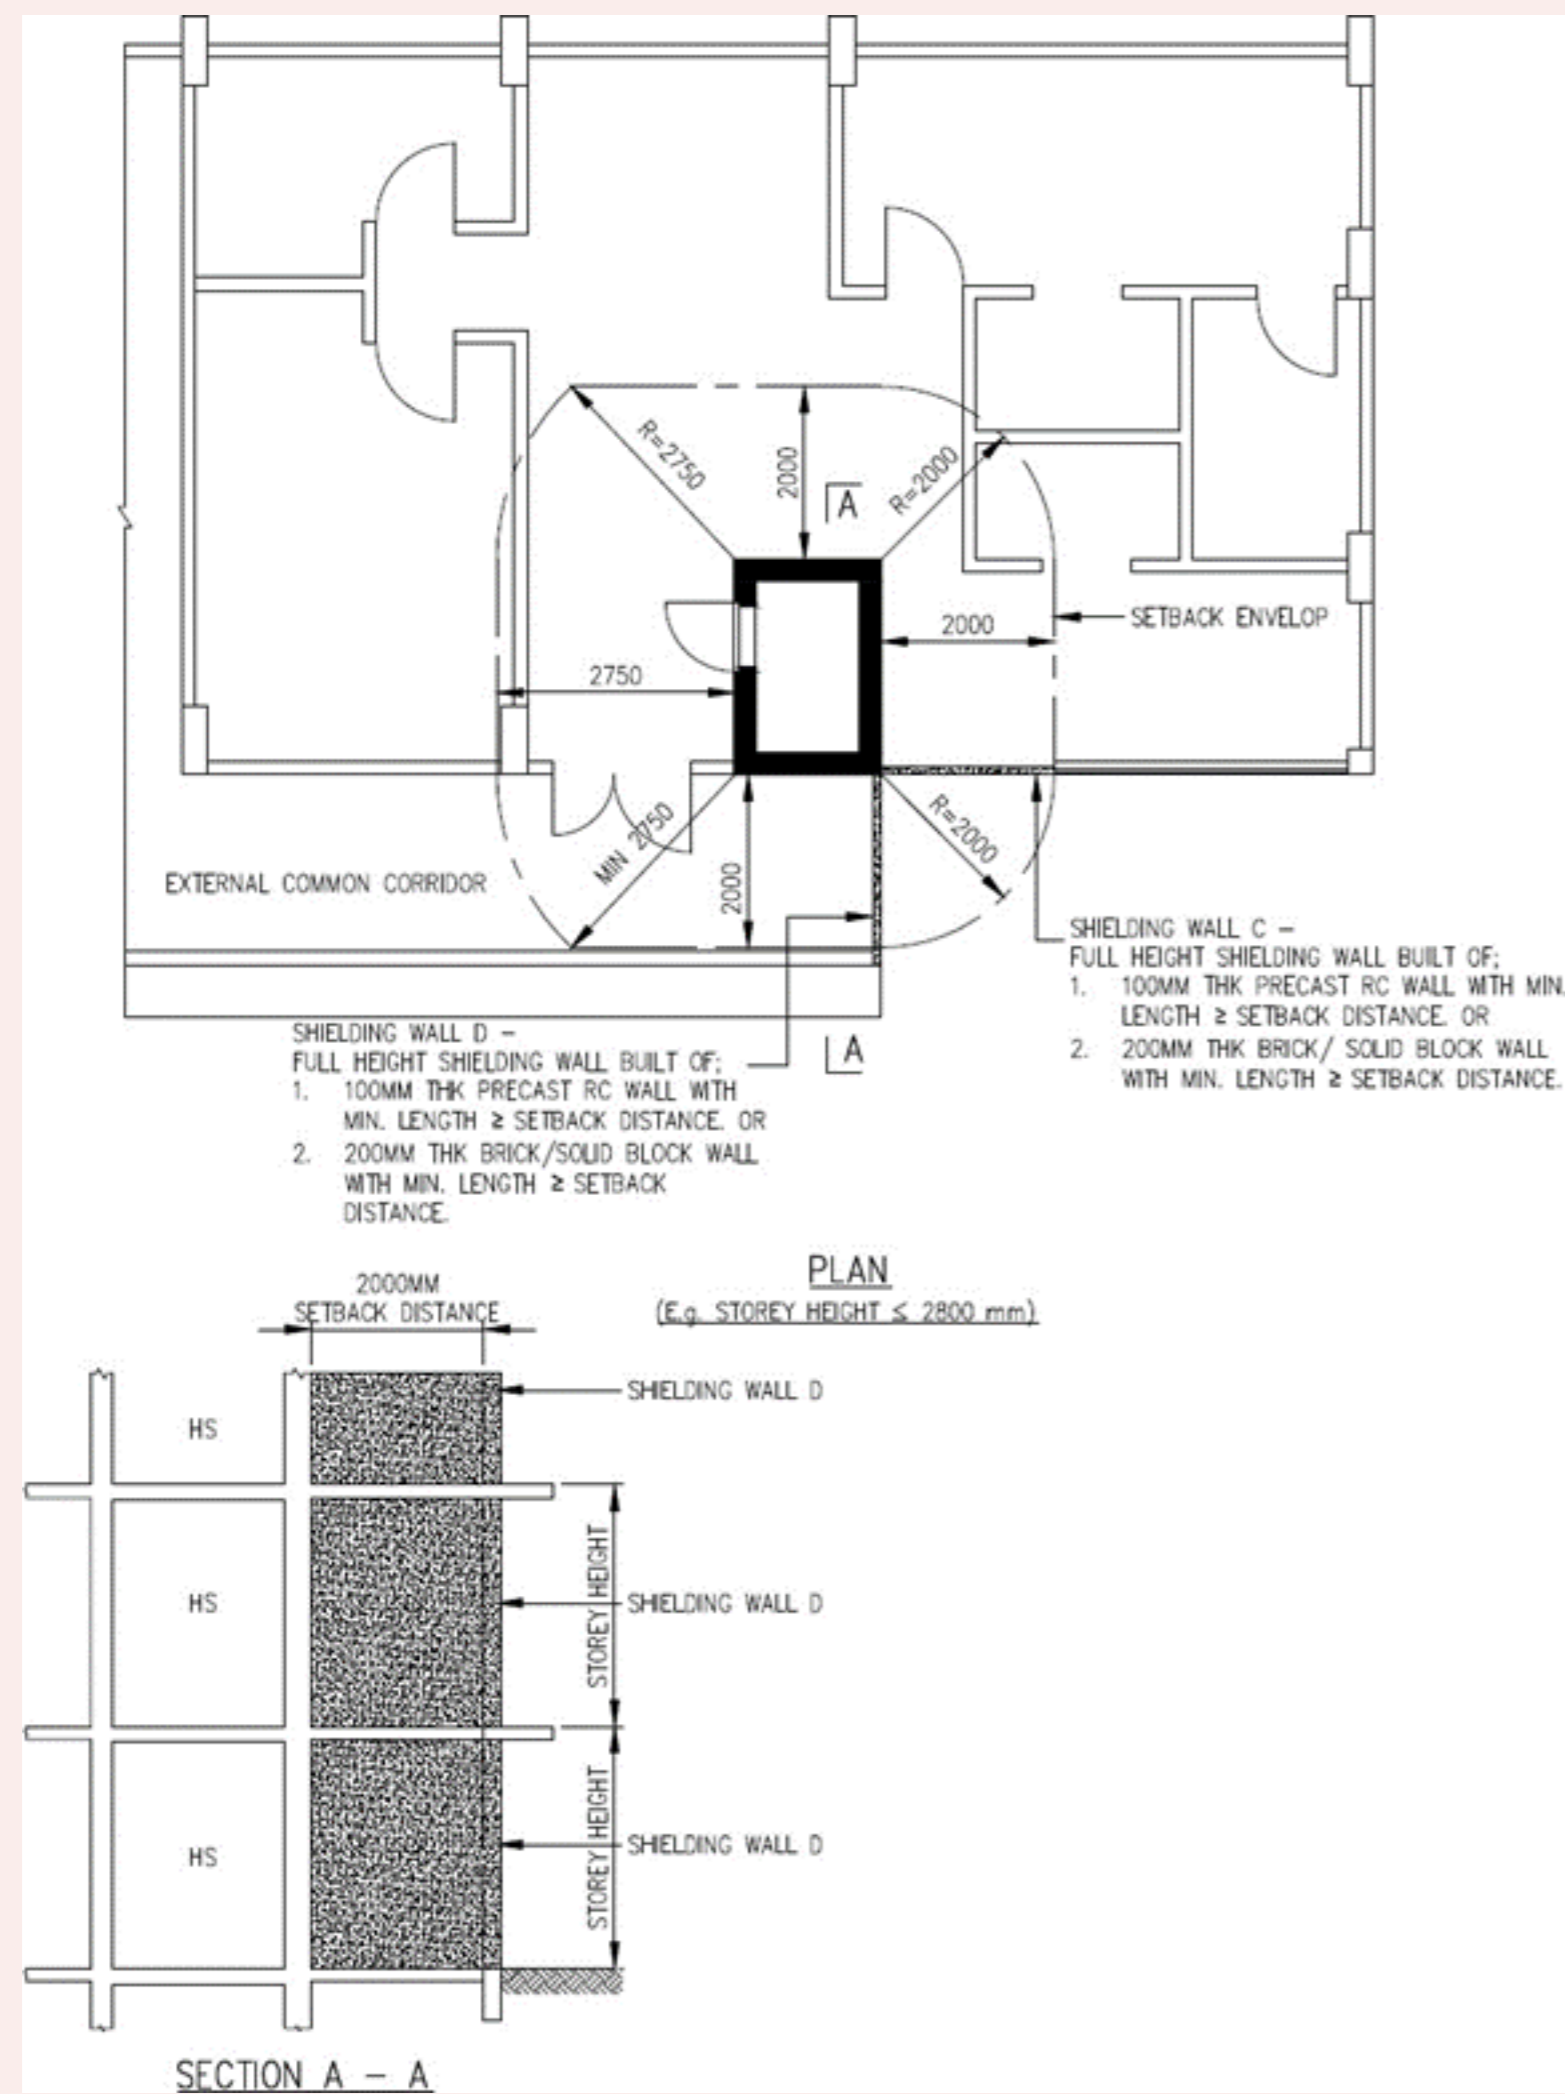 R=2750
2000
A
R=2000
2000
SETBACK ENVELOP
2750
MIN 2750
2000
R=2000
EXTERNAL COMMON CORRIDOR
SHIELDING WALL C –
FULL HEIGHT SHIELDING WALL BUILT OF;
1. 100MM THK PRECAST RC WALL WITH MIN.
LENGTH ≥ SETBACK DISTANCE. OR
2. 200MM THK BRICK/ SOLID BLOCK WALL
WITH MIN. LENGTH ≥ SETBACK DISTANCE.
SHIELDING WALL D –
FULL HEIGHT SHIELDING WALL BUILT OF;
1. 100MM THK PRECAST RC WALL WITH
MIN. LENGTH ≥ SETBACK DISTANCE. OR
2. 200MM THK BRICK/SOLID BLOCK WALL
WITH MIN. LENGTH ≥ SETBACK
DISTANCE.
A
PLAN
(E.g. STOREY HEIGHT ≤ 2800 mm)
2000MM
SETBACK DISTANCE
SHIELDING WALL D
HS
STOREY HEIGHT
HS
SHIELDING WALL D
STOREY HEIGHT
HS
SHIELDING WALL D
SECTION A – A